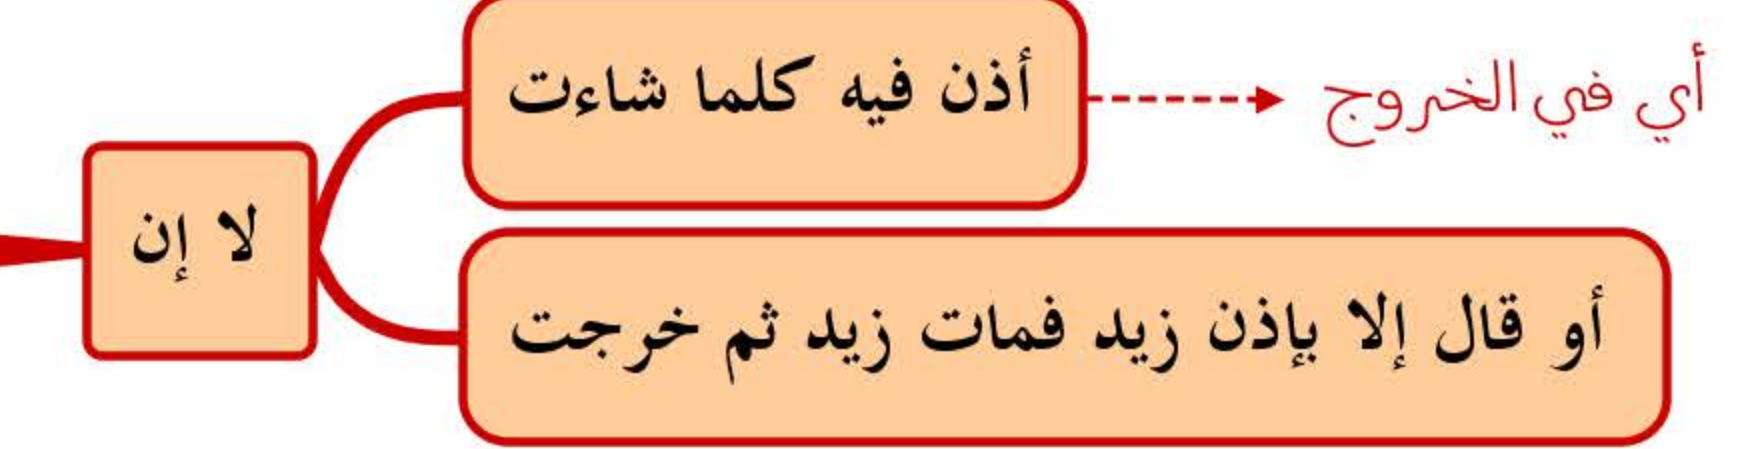 لا إن
أذن فيه كلما شاءت
أي في الخروج
أو قال إلا بإذن زيد فمات زيد ثم خرجت